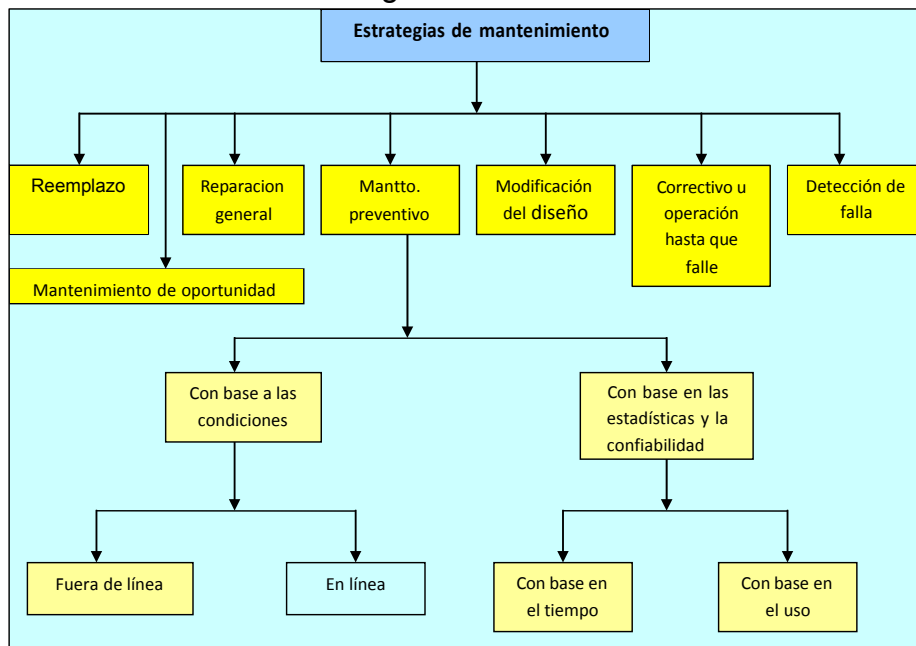 Estrategias de mantenimiento
Reemplazo
Reparacion
general
Mantto.
preventivo
Modificación
del diseño
Correctivo u
operación
hasta que
falle
Detección de
falla
Mantenimiento de oportunidad
Con base a las
condiciones
Con base en las
estadísticas y la
confiabilidad
Fuera de línea
En línea
Con base en
el tiempo
Con base en
el uso